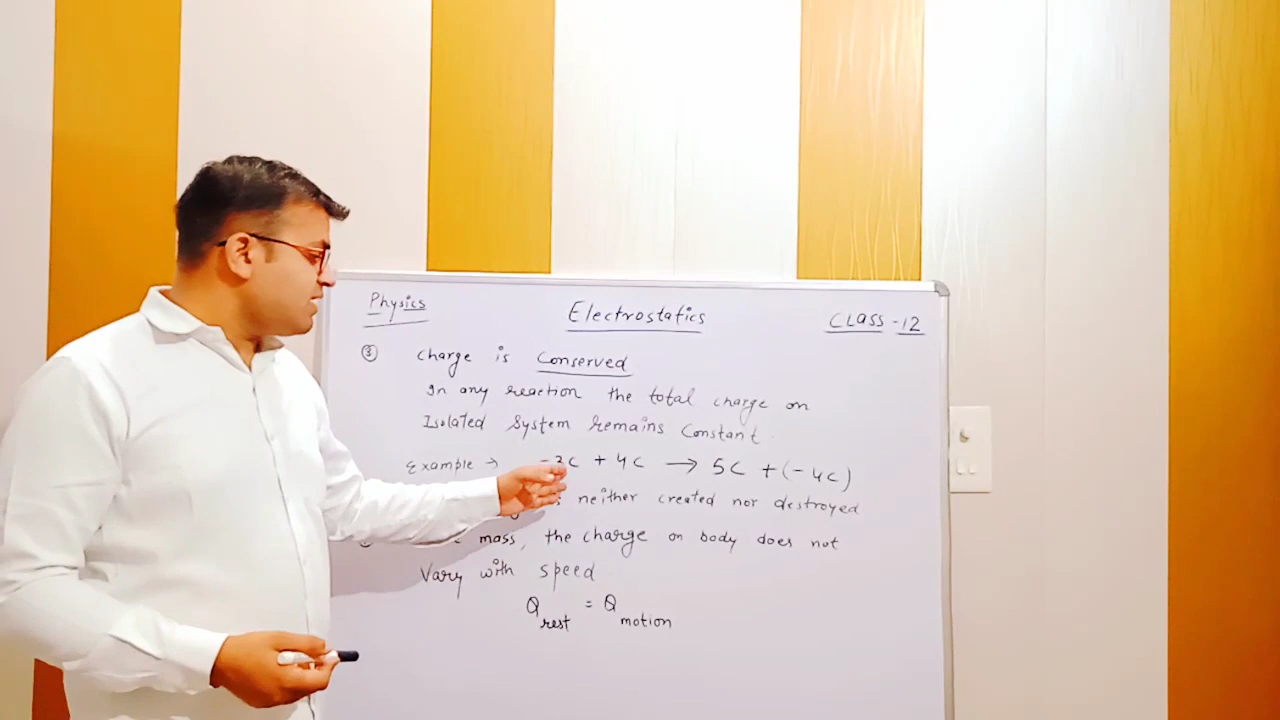 Physics
Electrostatics
CLASS-12
③ Charge is Conserved
In any reaction the total charge on
Isolated System remains Constant.
Example → -3C + 4C → 5C + (-4C)
neither created nor destroyed
mass, the charge on body does not
Vary with speed
Q rest = Q motion